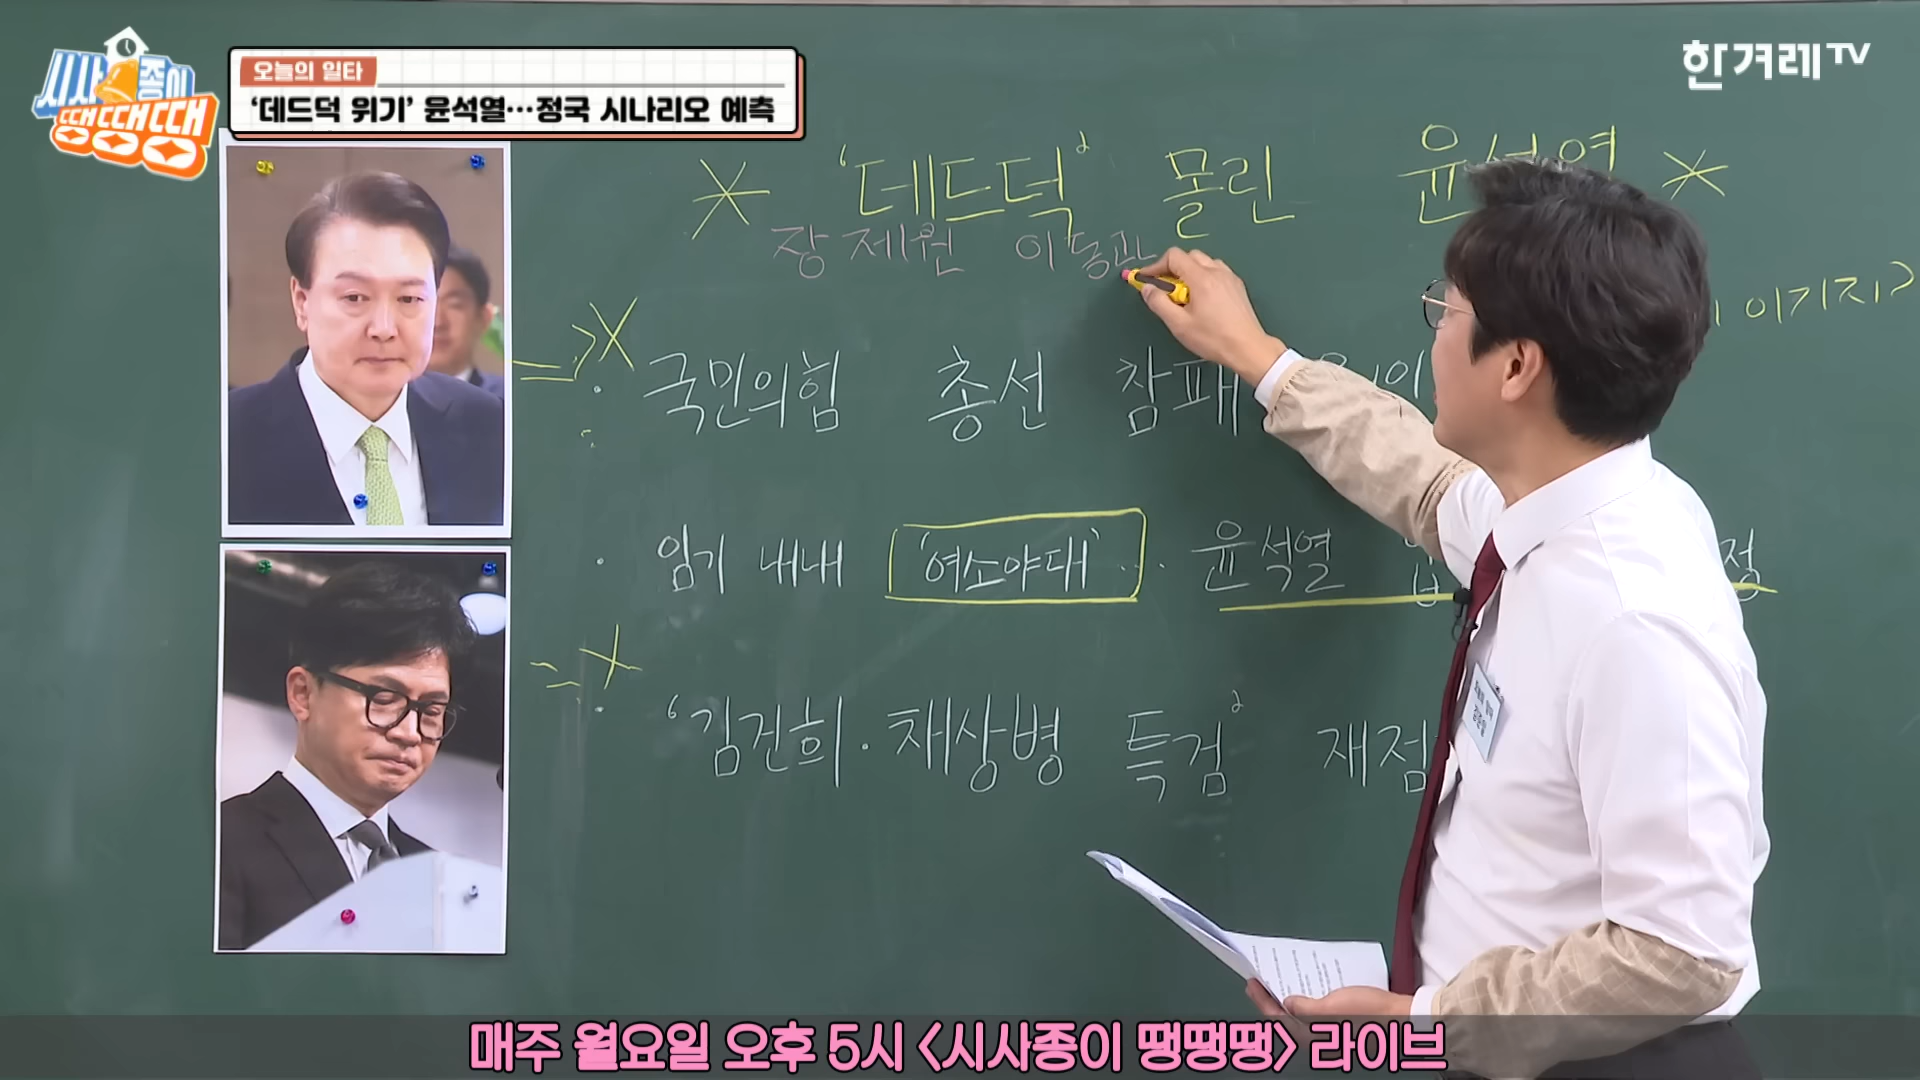 시사종이 땡땡땡
오늘의 일타
‘데드덕 위기’ 윤석열…정국 시나리오 예측
한겨레TV
* ‘데드덕’ 몰린 윤석열 *
장제원 이동관
이기지?
· 국민의힘 총선 참패
· 임기 내내 ‘여소야대’… 윤석열
· ‘김건희·채상병 특검’ 재점
매주 월요일 오후 5시 <시사종이 땡땡땡> 라이브